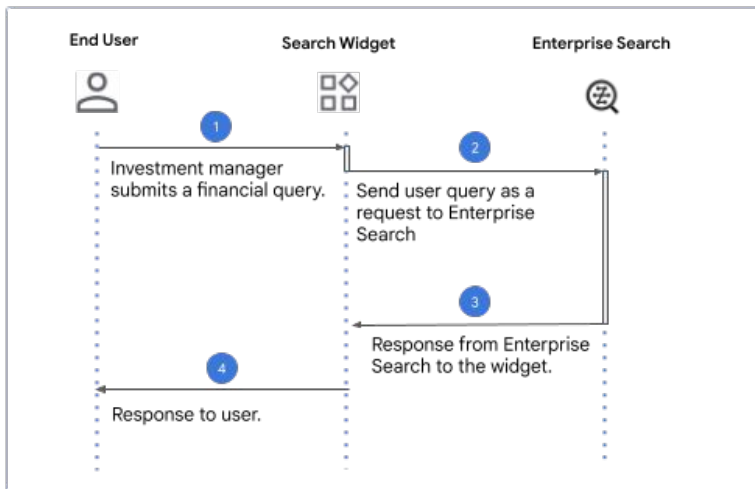 End User
Search Widget
Enterprise Search
1
2
Investment manager
submits a financial query.
Send user query as a
request to Enterprise
Search
3
Response from Enterprise
Search to the widget.
4
Response to user.